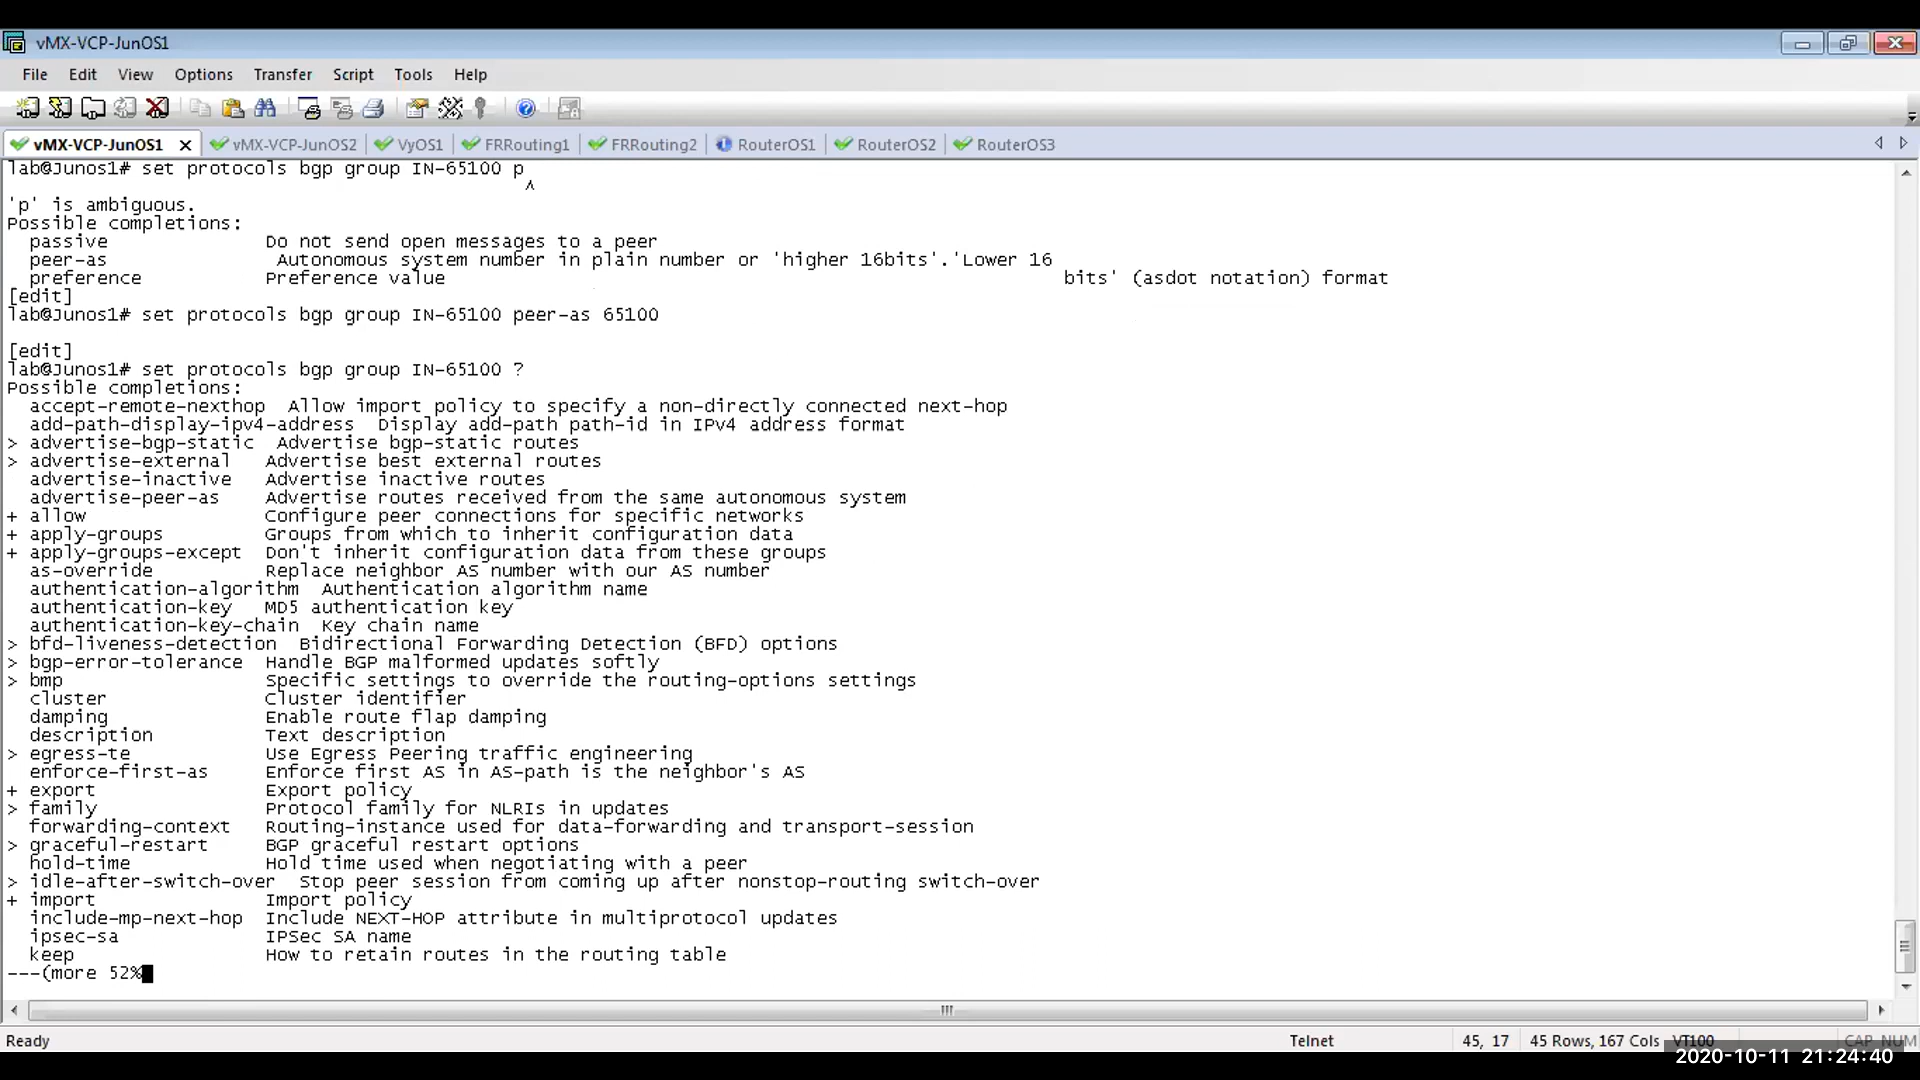 vMX-VCP-JunOS1
File Edit View Options Transfer Script Tools Help
vMX-VCP-JunOS1 vMX-VCP-JunOS2 VyOS1 FRRouting1 FRRouting2 RouterOS1 RouterOS2 RouterOS3
lab@Junos1# set protocols bgp group IN-65100 p
^
'p' is ambiguous.
Possible completions:
passive Do not send open messages to a peer
peer-as Autonomous system number in plain number or 'higher 16bits'.'Lower 16
preference Preference value bits' (asdot notation) format
[edit]
lab@Junos1# set protocols bgp group IN-65100 peer-as 65100
[edit]
lab@Junos1# set protocols bgp group IN-65100 ?
Possible completions:
accept-remote-nexthop Allow import policy to specify a non-directly connected next-hop
add-path-display-ipv4-address Display add-path path-id in IPv4 address format
> advertise-bgp-static Advertise bgp-static routes
> advertise-external Advertise best external routes
advertise-inactive Advertise inactive routes
advertise-peer-as Advertise routes received from the same autonomous system
+ allow Configure peer connections for specific networks
+ apply-groups Groups from which to inherit configuration data
+ apply-groups-except Don't inherit configuration data from these groups
as-override Replace neighbor AS number with our AS number
authentication-algorithm Authentication algorithm name
authentication-key MD5 authentication key
authentication-key-chain Key chain name
> bfd-liveness-detection Bidirectional Forwarding Detection (BFD) options
> bgp-error-tolerance Handle BGP malformed updates softly
> bmp Specific settings to override the routing-options settings
cluster Cluster identifier
damping Enable route flap damping
description Text description
> egress-te Use Egress Peering traffic engineering
enforce-first-as Enforce first AS in AS-path is the neighbor's AS
+ export Export policy
> family Protocol family for NLRIs in updates
forwarding-context Routing-instance used for data-forwarding and transport-session
> graceful-restart BGP graceful restart options
hold-time Hold time used when negotiating with a peer
> idle-after-switch-over Stop peer session from coming up after nonstop-routing switch-over
+ import Import policy
include-mp-next-hop Include NEXT-HOP attribute in multiprotocol updates
ipsec-sa IPSec SA name
keep How to retain routes in the routing table
---(more 52%
Ready Telnet 45, 17 45 Rows, 167 Cols VT100 CAP NUM
2020-10-11 21:24:40